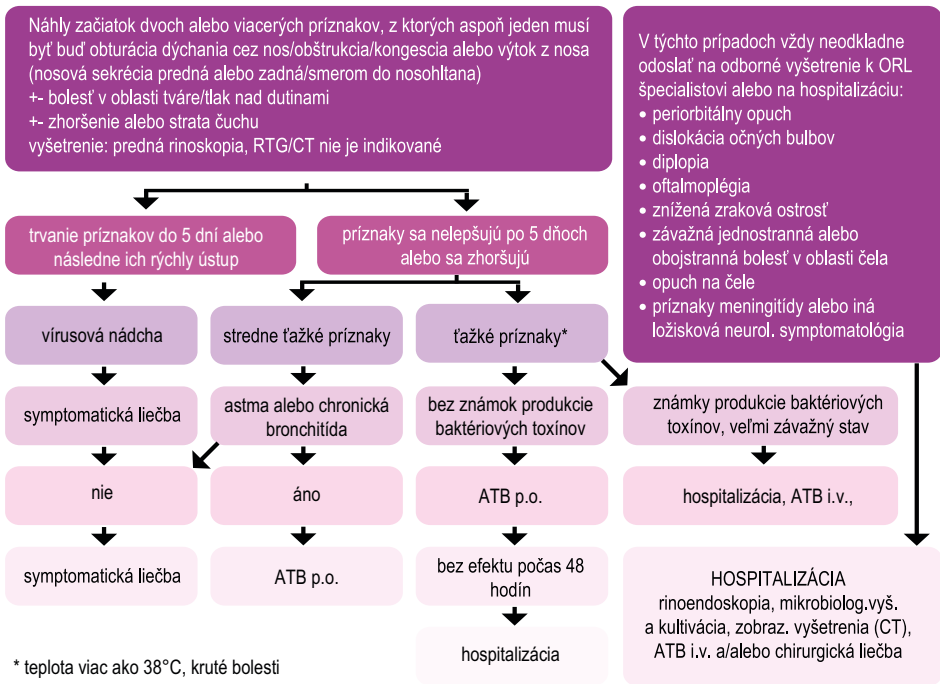 Náhly začiatok dvoch alebo viacerých príznakov, z ktorých aspoň jeden musí
byť buď obturácia dýchania cez nos/obštrukcia/kongescia alebo výtok z nosa
(nosová sekrécia predná alebo zadná/smerom do nosohltana)
+- bolesť v oblasti tváre/tlak nad dutinami
+- zhoršenie alebo strata čuchu
vyšetrenie: predná rinoskopia, RTG/CT nie je indikované
V týchto prípadoch vždy neodkladne
odoslať na odborné vyšetrenie k ORL
špecialistovi alebo na hospitalizáciu:
• periorbitálny opuch
• dislokácia očných bulbov
• diplopia
• oftalmoplégia
• znížená zraková ostrosť
• závažná jednostranná alebo
obojstranná bolesť v oblasti čela
• opuch na čele
• príznaky meningitídy alebo iná
ložisková neurol. symptomatológia
trvanie príznakov do 5 dní alebo
následne ich rýchly ústup
príznaky sa nelepšujú po 5 dňoch
alebo sa zhoršujú
vírusová nádcha
stredne ťažké príznaky
ťažké príznaky*
symptomatická liečba
astma alebo chronická
bronchitída
bez známok produkcie
baktériových toxínov
známky produkcie baktériových
toxínov, veľmi závažný stav
nie
áno
ATB p.o.
hospitalizácia, ATB i.v.,
symptomatická liečba
ATB p.o.
bez efektu počas 48
hodín
HOSPITALIZÁCIA
rinoendoskopia, mikrobiolog.vyš.
a kultivácia, zobraz. vyšetrenia (CT),
ATB i.v. a/alebo chirurgická liečba
hospitalizácia
* teplota viac ako 38°C, kruté bolesti